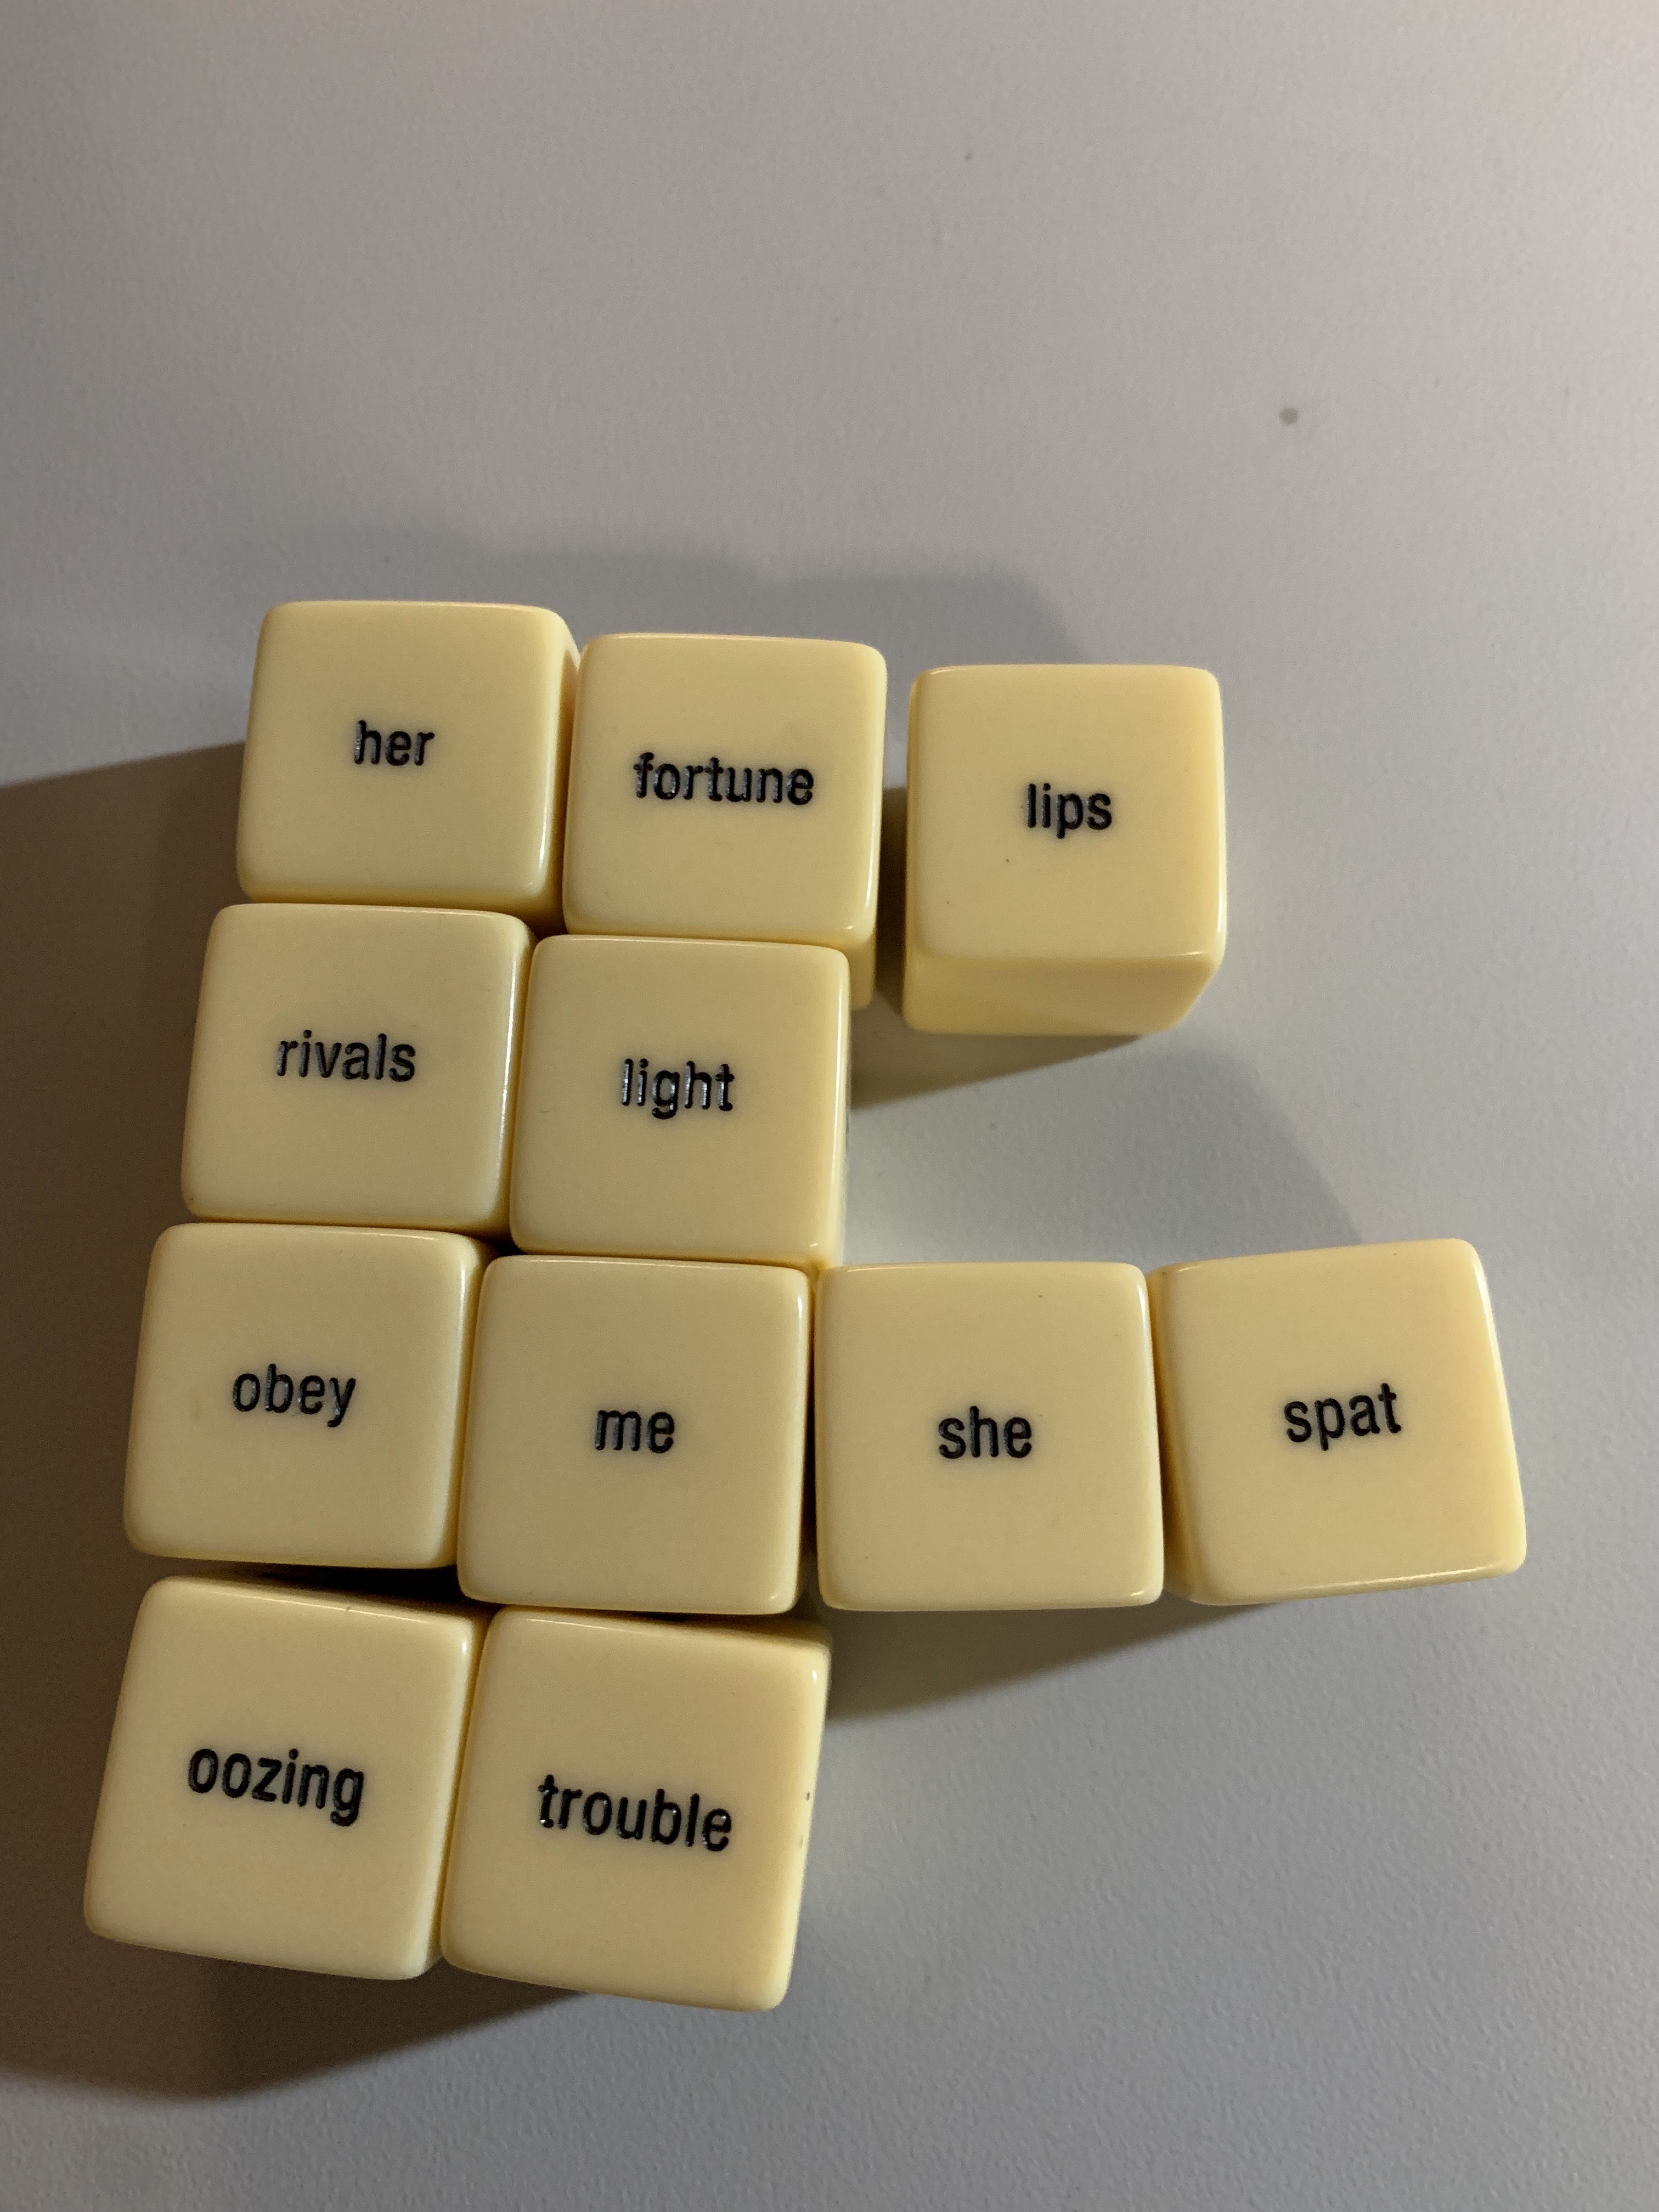 her fortune lips
rivals light
obey me she spat
oozing trouble